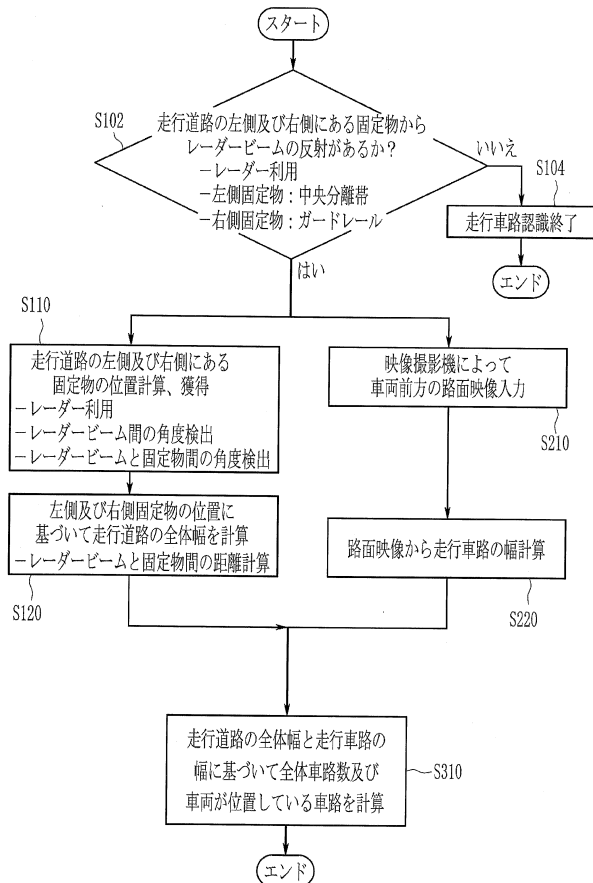 スタート
S102
走行道路の左側及び右側にある固定物から
レーダービームの反射があるか?
－レーダー利用
－左側固定物：中央分離帯
－右側固定物：ガードレール
いいえ
S104
走行車路認識終了
エンド
はい
S110
走行道路の左側及び右側にある
固定物の位置計算、獲得
－レーダー利用
－レーダービーム間の角度検出
－レーダービームと固定物間の角度検出
映像撮影機によって
車両前方の路面映像入力
S210
左側及び右側固定物の位置に
基づいて走行道路の全体幅を計算
－レーダービームと固定物間の距離計算
S120
路面映像から走行車路の幅計算
S220
走行道路の全体幅と走行車路の
幅に基づいて全体車路数及び
車両が位置している車路を計算
S310
エンド